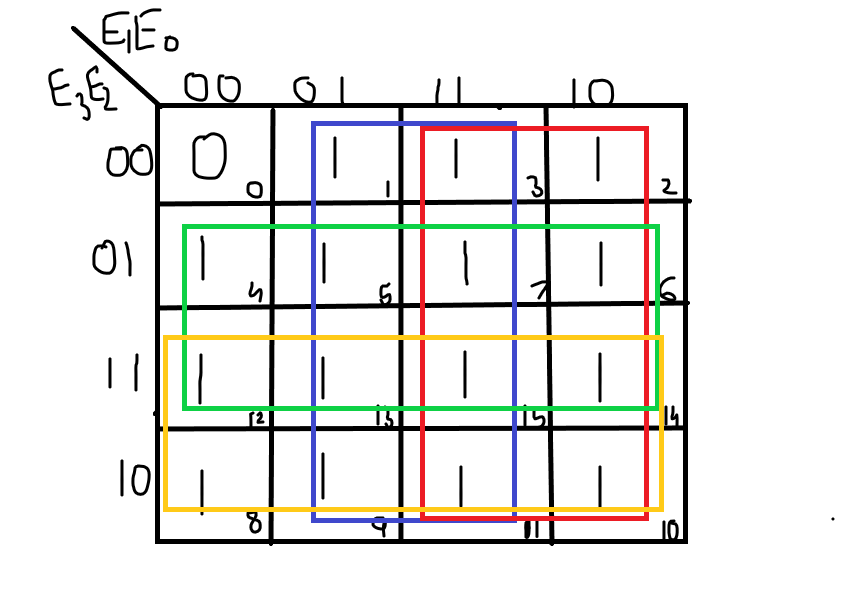 E₁E₀
E₃E₂ 00 01 11 10
00 0 0 1 1 1 3 1 2
01 1 4 1 5 1 7 1 6
11 1 12 1 13 1 15 1 14
10 1 8 1 9 1 11 1 10